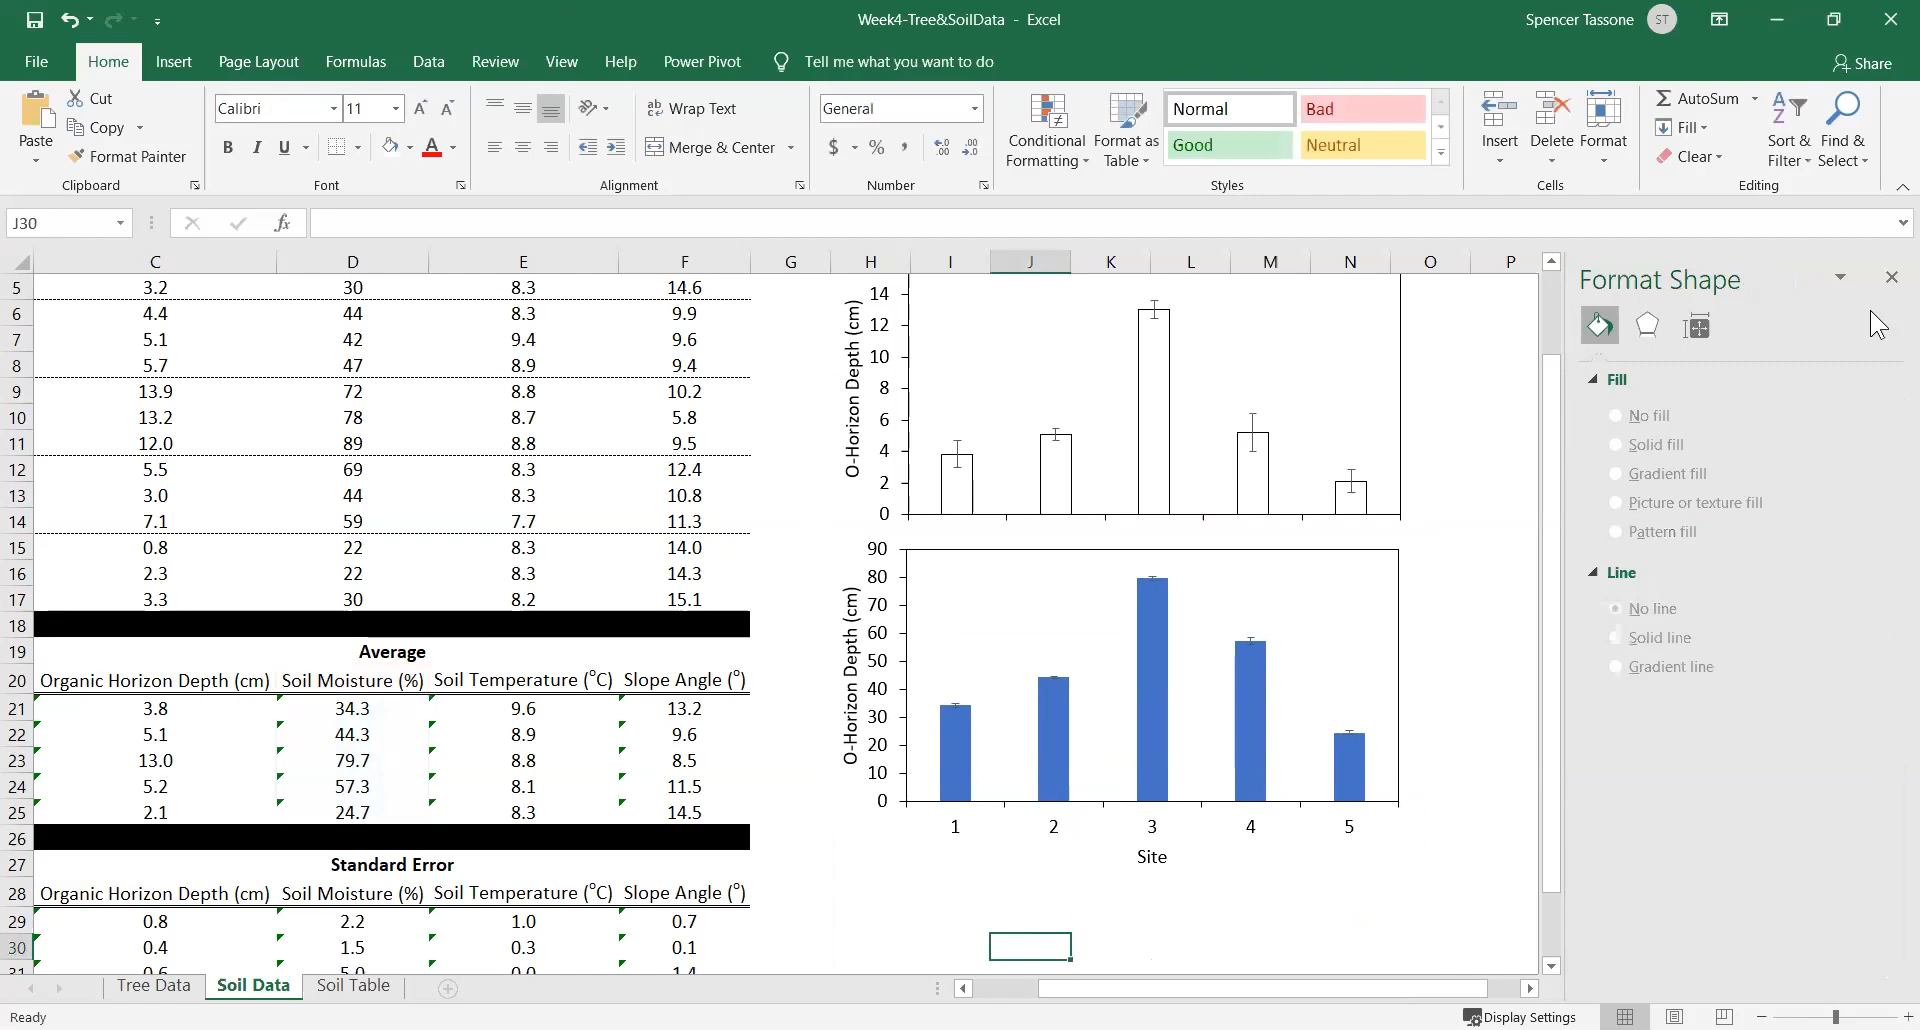 Week4-Tree&SoilData - Excel
Spencer Tassone ST
File Home Insert Page Layout Formulas Data Review View Help Power Pivot Tell me what you want to do Share
Paste
Cut
Copy
Format Painter
Clipboard
Calibri 11
B I U
Font
Wrap Text
Merge & Center
Alignment
General
$ % ,
Number
Conditional Formatting
Format as Table
Normal Bad
Good Neutral
Styles
Insert Delete Format
Cells
AutoSum
Fill
Clear
Sort & Filter
Find & Select
Editing
J30 fx
C D E F G H I J K L M N O P
5 3.2 30 8.3 14.6
6 4.4 44 8.3 9.9
7 5.1 42 9.4 9.6
8 5.7 47 8.9 9.4
9 13.9 72 8.8 10.2
10 13.2 78 8.7 5.8
11 12.0 89 8.8 9.5
12 5.5 69 8.3 12.4
13 3.0 44 8.3 10.8
14 7.1 59 7.7 11.3
15 0.8 22 8.3 14.0
16 2.3 22 8.3 14.3
17 3.3 30 8.2 15.1
18
19 Average
20 Organic Horizon Depth (cm) Soil Moisture (%) Soil Temperature (°C) Slope Angle (°)
21 3.8 34.3 9.6 13.2
22 5.1 44.3 8.9 9.6
23 13.0 79.7 8.8 8.5
24 5.2 57.3 8.1 11.5
25 2.1 24.7 8.3 14.5
26
27 Standard Error
28 Organic Horizon Depth (cm) Soil Moisture (%) Soil Temperature (°C) Slope Angle (°)
29 0.8 2.2 1.0 0.7
30 0.4 1.5 0.3 0.1
31 0.6 5.0 0.0 1.4
O-Horizon Depth (cm)
14
12
10
8
6
4
2
0
O-Horizon Depth (cm)
90
80
70
60
50
40
30
20
10
0
1 2 3 4 5
Site
Format Shape
Fill
No fill
Solid fill
Gradient fill
Picture or texture fill
Pattern fill
Line
No line
Solid line
Gradient line
Tree Data Soil Data Soil Table
Ready
Display Settings